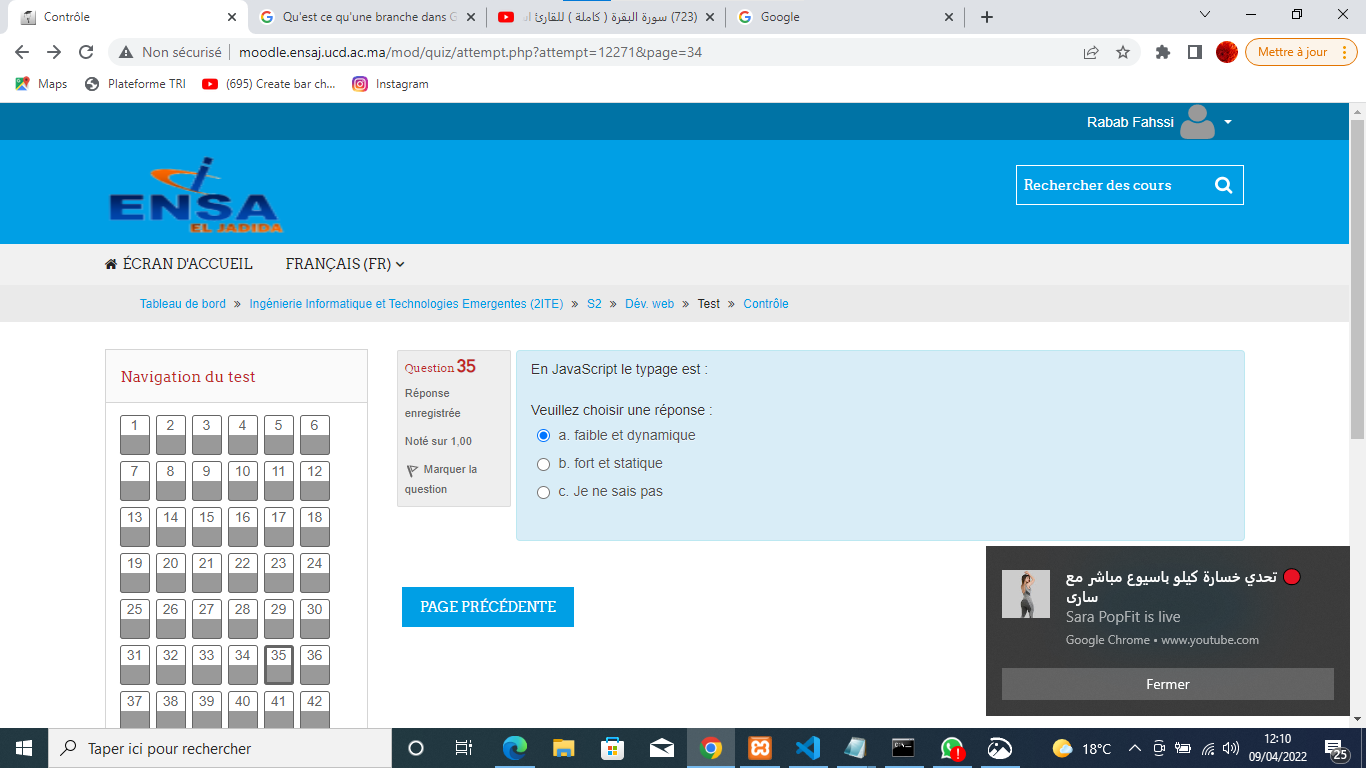 Contrôle
Qu'est ce qu'une branche dans G
(723) سورة البقرة ( كاملة ) للقارئ
Google
Non sécurisé
moodle.ensaj.ucd.ac.ma/mod/quiz/attempt.php?attempt=12271&page=34
Mettre à jour
Maps
Plateforme TRI
(695) Create bar ch...
Instagram
Rabab Fahssi
ENSA
EL JADIDA
Rechercher des cours
ÉCRAN D'ACCUEIL
FRANÇAIS (FR)
Tableau de bord » Ingénierie Informatique et Technologies Emergentes (2ITE) » S2 » Dév. web » Test » Contrôle
Navigation du test
1 2 3 4 5 6
7 8 9 10 11 12
13 14 15 16 17 18
19 20 21 22 23 24
25 26 27 28 29 30
31 32 33 34 35 36
37 38 39 40 41 42
Question 35
Réponse
enregistrée
Noté sur 1,00
Marquer la
question
En JavaScript le typage est :
Veuillez choisir une réponse :
a. faible et dynamique
b. fort et statique
c. Je ne sais pas
PAGE PRÉCÉDENTE
تحدي خسارة كيلو باسبوع مباشر مع
سارى
Sara PopFit is live
Google Chrome • www.youtube.com
Fermer
Taper ici pour rechercher
18°C
12:10
09/04/2022
25